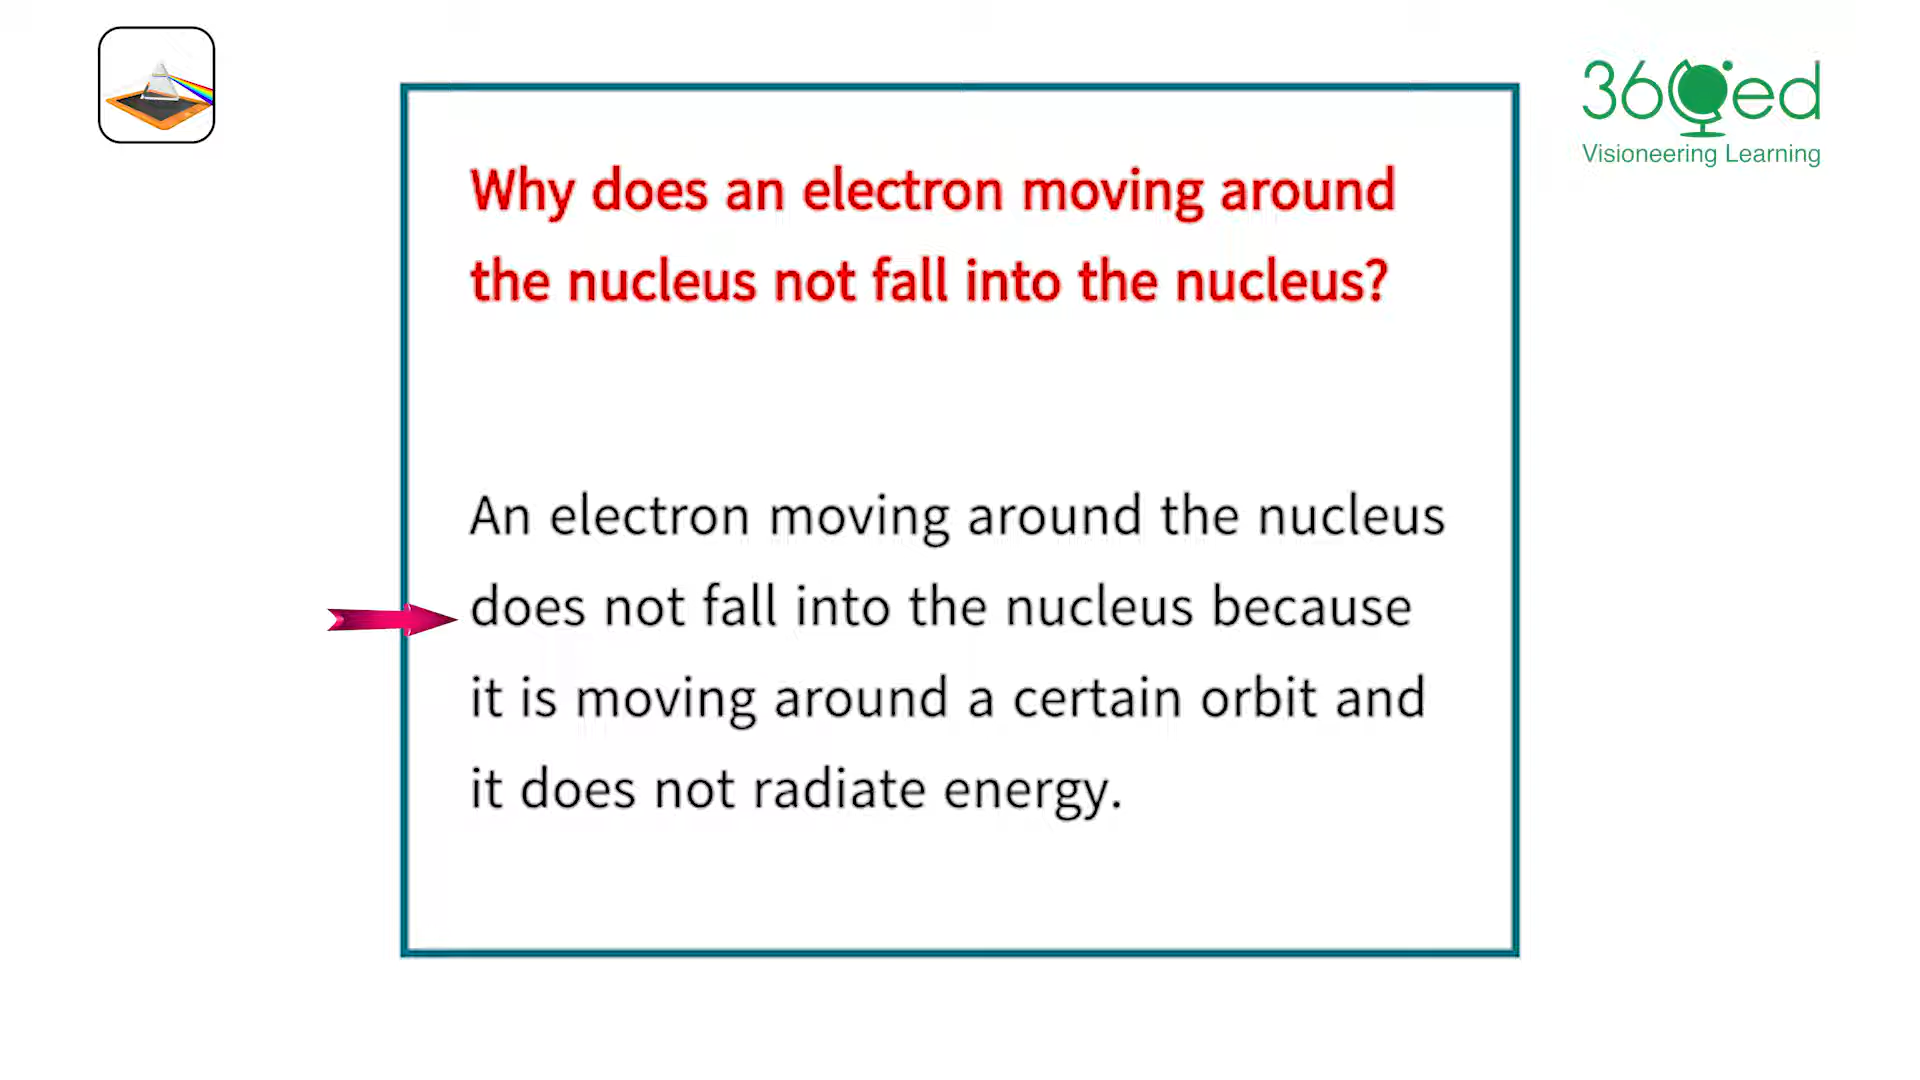 360ed
Visioneering Learning
Why does an electron moving around
the nucleus not fall into the nucleus?
An electron moving around the nucleus
does not fall into the nucleus because
it is moving around a certain orbit and
it does not radiate energy.